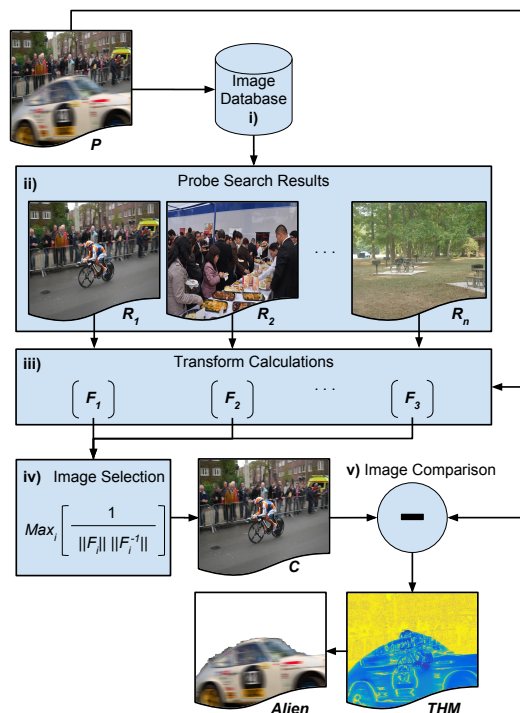 P
Image
Database
i)
ii)
Probe Search Results
R1
R2
. . .
Rn
iii)
Transform Calculations
[ F1 ]
[ F2 ]
. . .
[ F3 ]
iv) Image Selection
Maxi [ 1 / ||Fi|| ||Fi-1|| ]
C
v) Image Comparison
Alien
THM